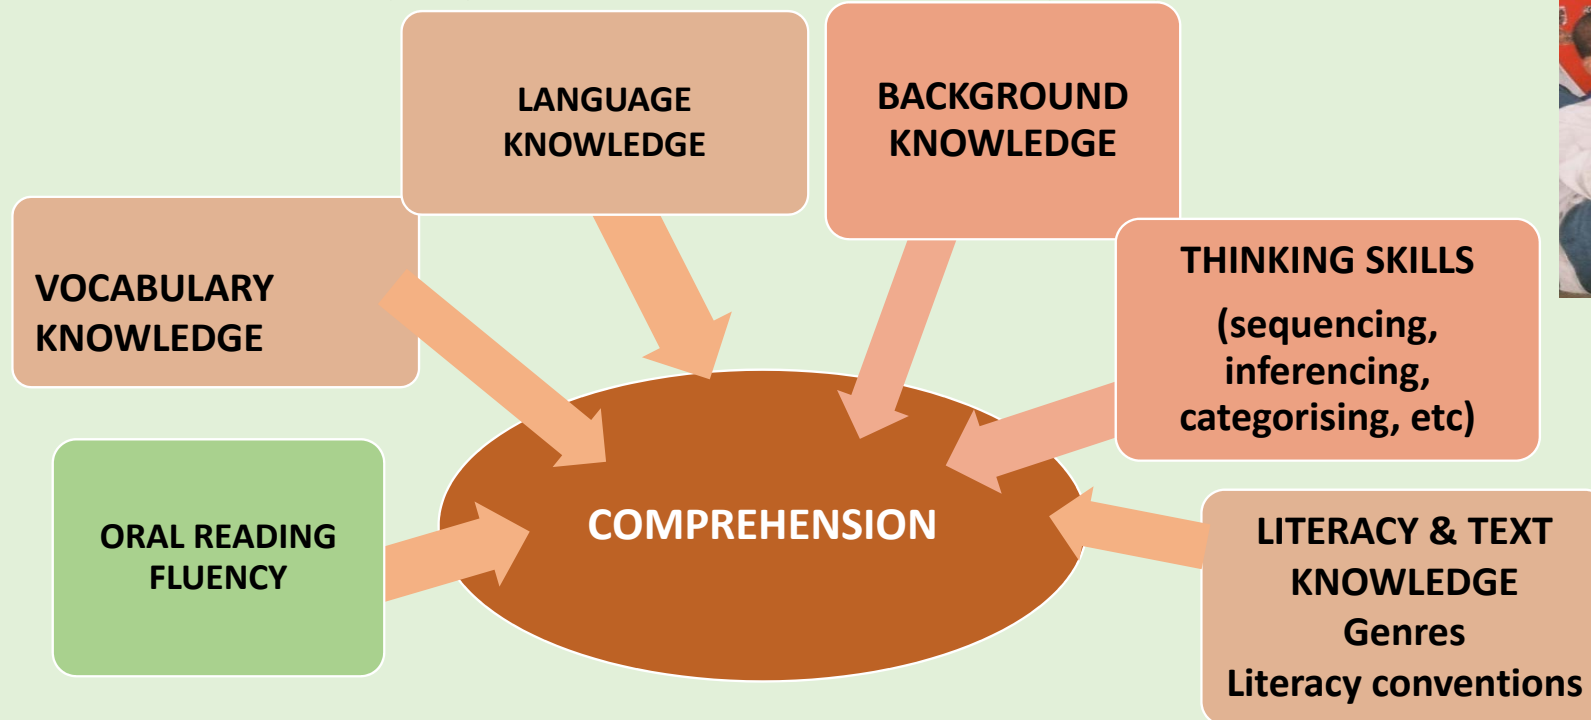 LANGUAGE
KNOWLEDGE
BACKGROUND
KNOWLEDGE
VOCABULARY
KNOWLEDGE
THINKING SKILLS
(sequencing,
inferencing,
categorising, etc)
ORAL READING
FLUENCY
COMPREHENSION
LITERACY & TEXT
KNOWLEDGE
Genres
Literacy conventions